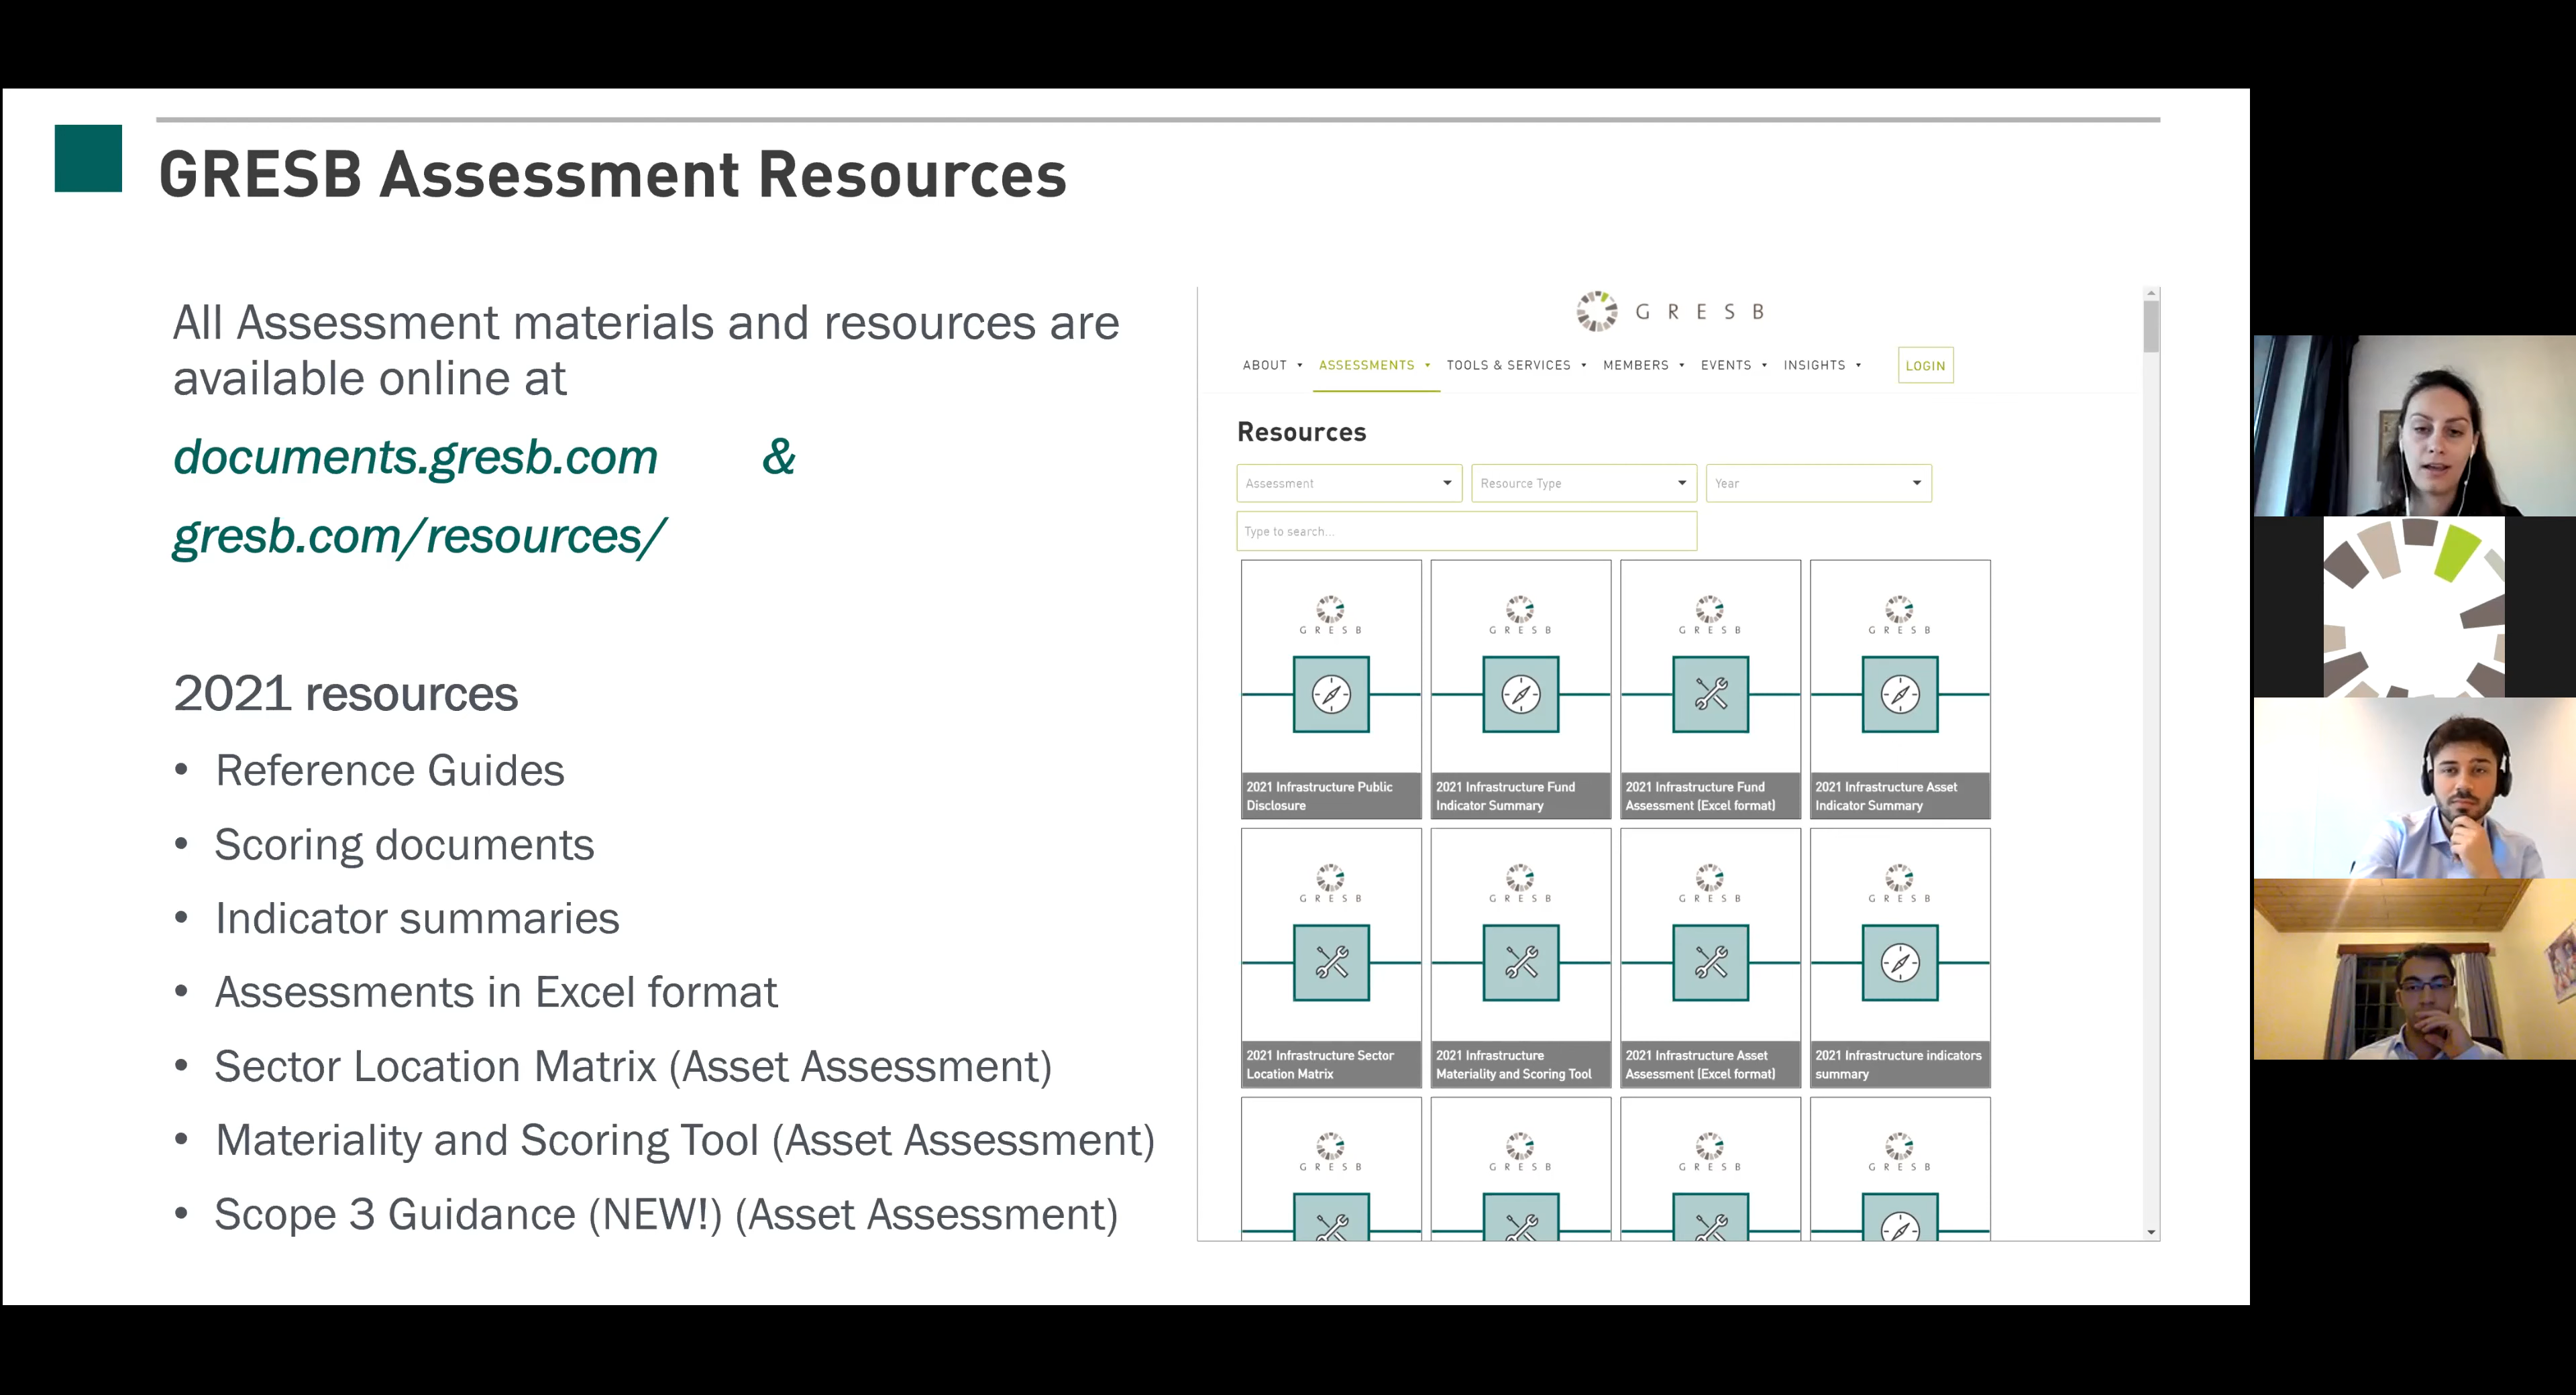 GRESB Assessment Resources
All Assessment materials and resources are
available online at
documents.gresb.com &
gresb.com/resources/
2021 resources
• Reference Guides
• Scoring documents
• Indicator summaries
• Assessments in Excel format
• Sector Location Matrix (Asset Assessment)
• Materiality and Scoring Tool (Asset Assessment)
• Scope 3 Guidance (NEW!) (Asset Assessment)
G R E S B
ABOUT ASSESSMENTS TOOLS & SERVICES MEMBERS EVENTS INSIGHTS LOGIN
Resources
Assessment Resource Type Year
Type to search...
G R E S B G R E S B G R E S B G R E S B
2021 Infrastructure Public
Disclosure
2021 Infrastructure Fund
Indicator Summary
2021 Infrastructure Fund
Assessment (Excel format)
2021 Infrastructure Asset
Indicator Summary
G R E S B G R E S B G R E S B G R E S B
2021 Infrastructure Sector
Location Matrix
2021 Infrastructure
Materiality and Scoring Tool
2021 Infrastructure Asset
Assessment (Excel format)
2021 Infrastructure indicators
summary
G R E S B G R E S B G R E S B G R E S B